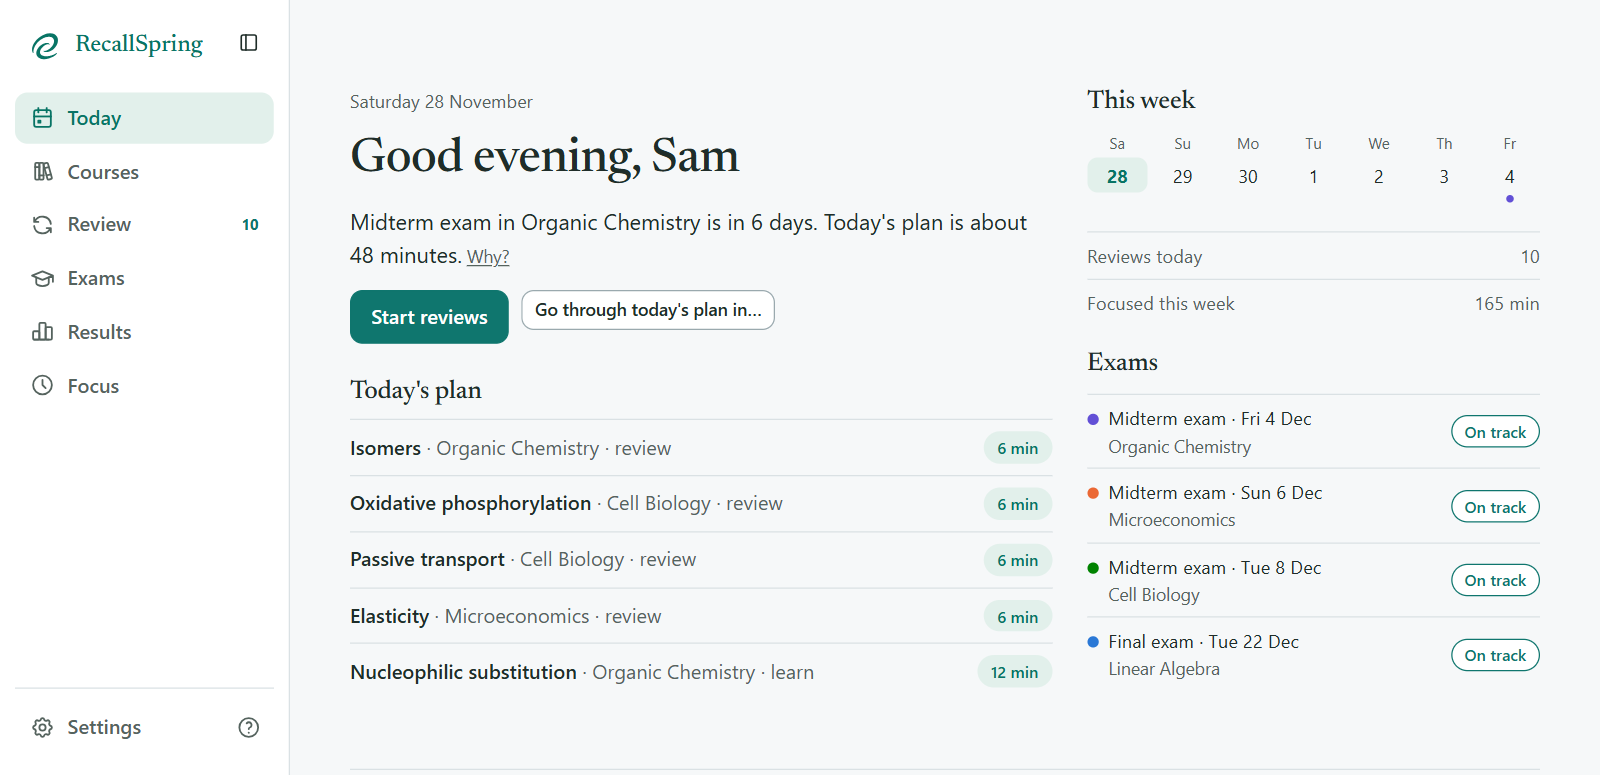 RecallSpring
Today
Courses
Review 10
Exams
Results
Focus
Settings
Saturday 28 November
Good evening, Sam
Midterm exam in Organic Chemistry is in 6 days. Today's plan is about
48 minutes. Why?
Start reviews
Go through today's plan in...
Today's plan
Isomers · Organic Chemistry · review 6 min
Oxidative phosphorylation · Cell Biology · review 6 min
Passive transport · Cell Biology · review 6 min
Elasticity · Microeconomics · review 6 min
Nucleophilic substitution · Organic Chemistry · learn 12 min
This week
Sa Su Mo Tu We Th Fr
28 29 30 1 2 3 4
Reviews today 10
Focused this week 165 min
Exams
Midterm exam · Fri 4 Dec
Organic Chemistry
On track
Midterm exam · Sun 6 Dec
Microeconomics
On track
Midterm exam · Tue 8 Dec
Cell Biology
On track
Final exam · Tue 22 Dec
Linear Algebra
On track